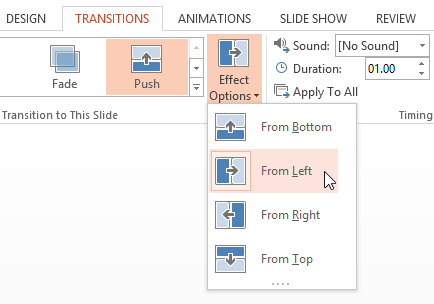 DESIGN TRANSITIONS ANIMATIONS SLIDE SHOW REVIEW
Fade
Push
Effect
Options
Sound: [No Sound]
Duration: 01.00
Apply To All
Transition to This Slide
Timing
From Bottom
From Left
From Right
From Top